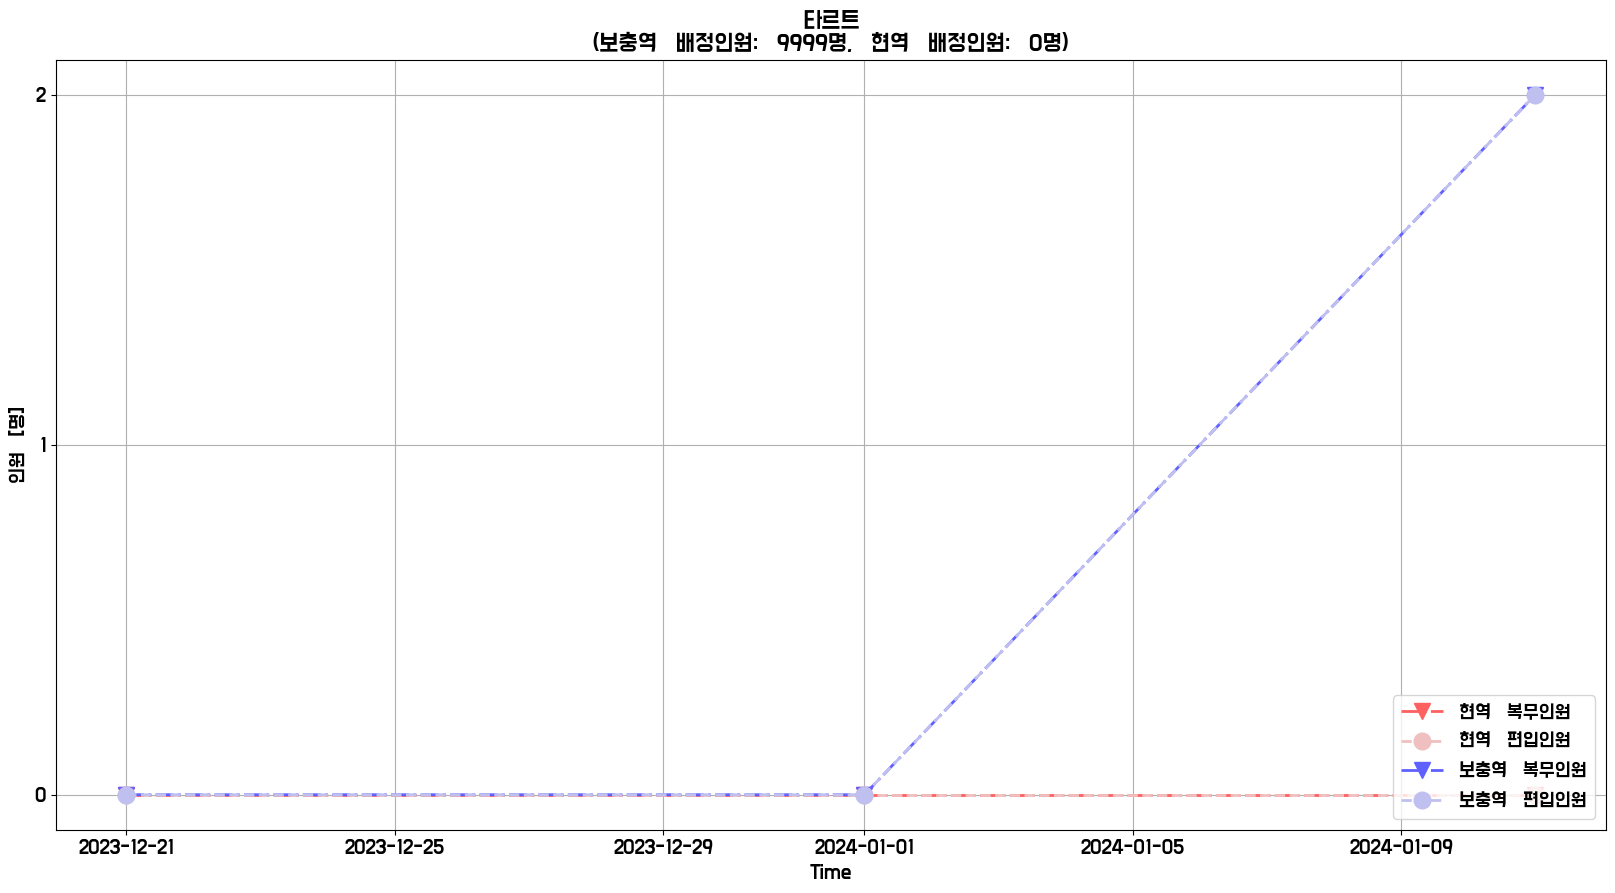 타르트
(보충역 배정인원: 9999명, 현역 배정인원: 0명)
2
1
0
인원 [명]
2023-12-21 2023-12-25 2023-12-29 2024-01-01 2024-01-05 2024-01-09
Time
현역 복무인원
현역 편입인원
보충역 복무인원
보충역 편입인원